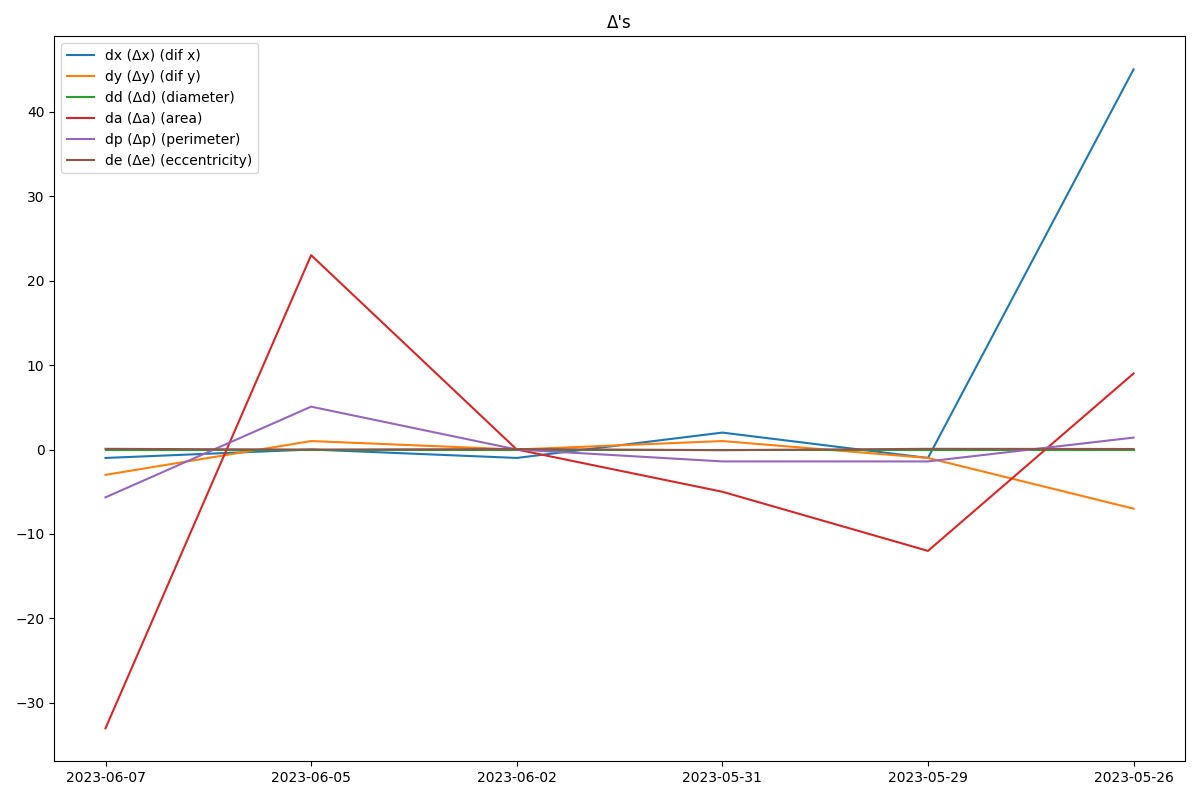 Δ's
dx (Δx) (dif x)
dy (Δy) (dif y)
dd (Δd) (diameter)
da (Δa) (area)
dp (Δp) (perimeter)
de (Δe) (eccentricity)
40
30
20
10
0
−10
−20
−30
2023-06-07 2023-06-05 2023-06-02 2023-05-31 2023-05-29 2023-05-26